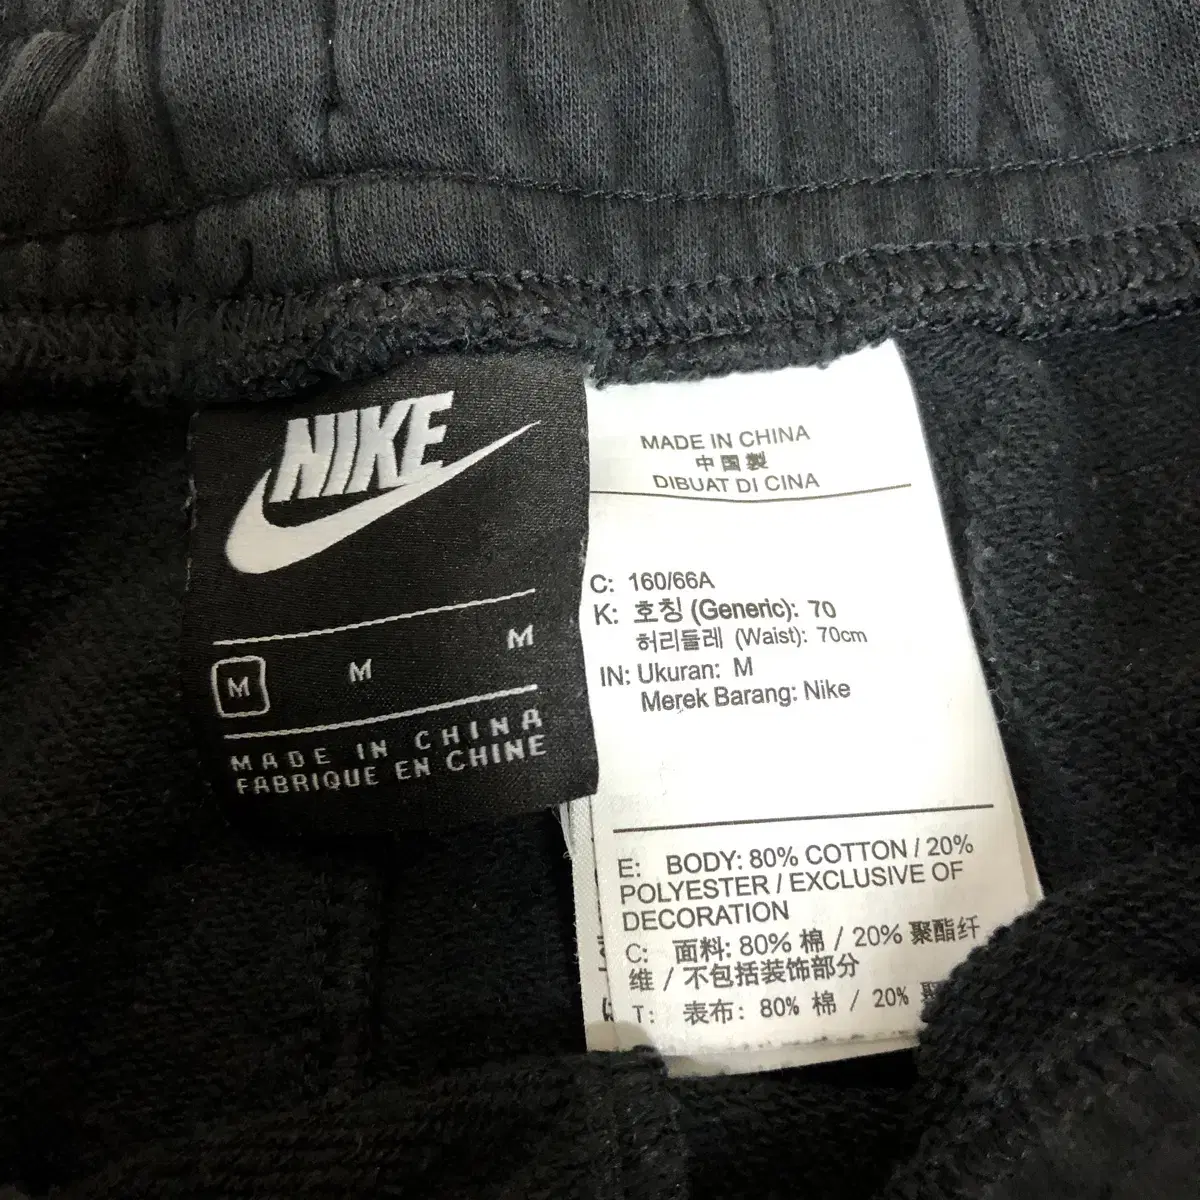 NIKE
M M M
MADE IN CHINA
FABRIQUE EN CHINE
MADE IN CHINA
中国製
DIBUAT DI CINA
C: 160/66A
K: 호칭 (Generic): 70
허리둘레 (Waist): 70cm
IN: Ukuran: M
Merek Barang: Nike
E: BODY: 80% COTTON / 20%
POLYESTER / EXCLUSIVE OF
DECORATION
C: 面料: 80% 棉 / 20% 聚酯纤
维 / 不包括装饰部分
T: 表布: 80% 棉 / 20%